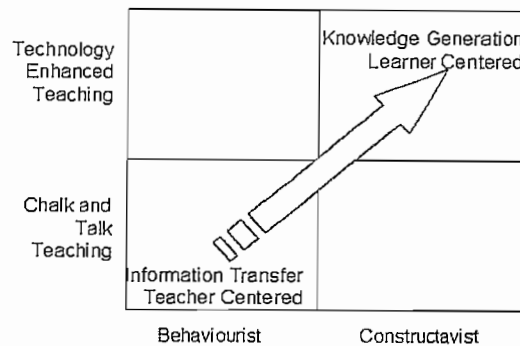 Technology
Enhanced
Teaching
Knowledge Generation
Learner Centered
Chalk and
Talk
Teaching
Information Transfer
Teacher Centered
Behaviourist
Constructavist